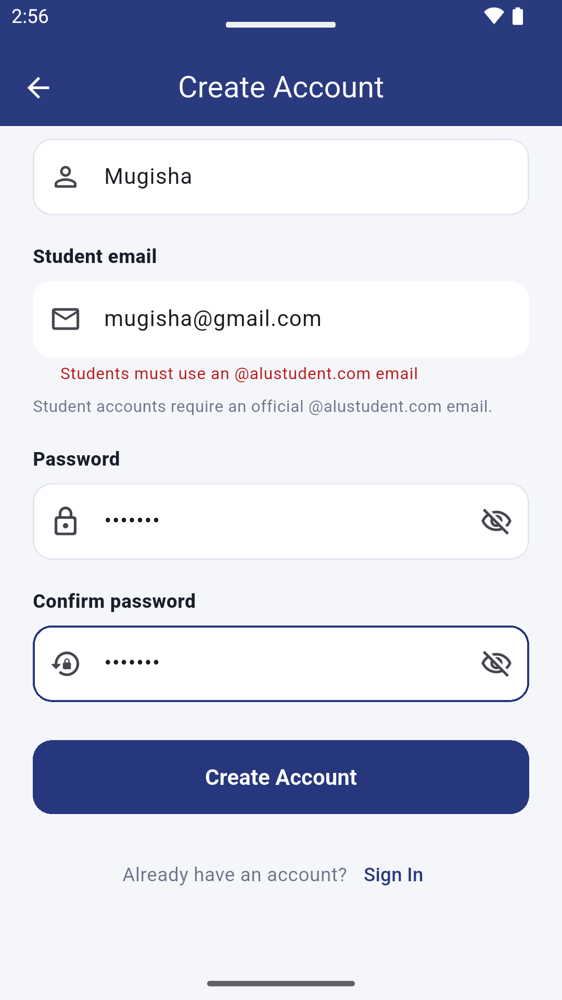 2:56
Create Account
Mugisha
Student email
mugisha@gmail.com
Students must use an @alustudent.com email
Student accounts require an official @alustudent.com email.
Password
•••••••
Confirm password
•••••••
Create Account
Already have an account? Sign In